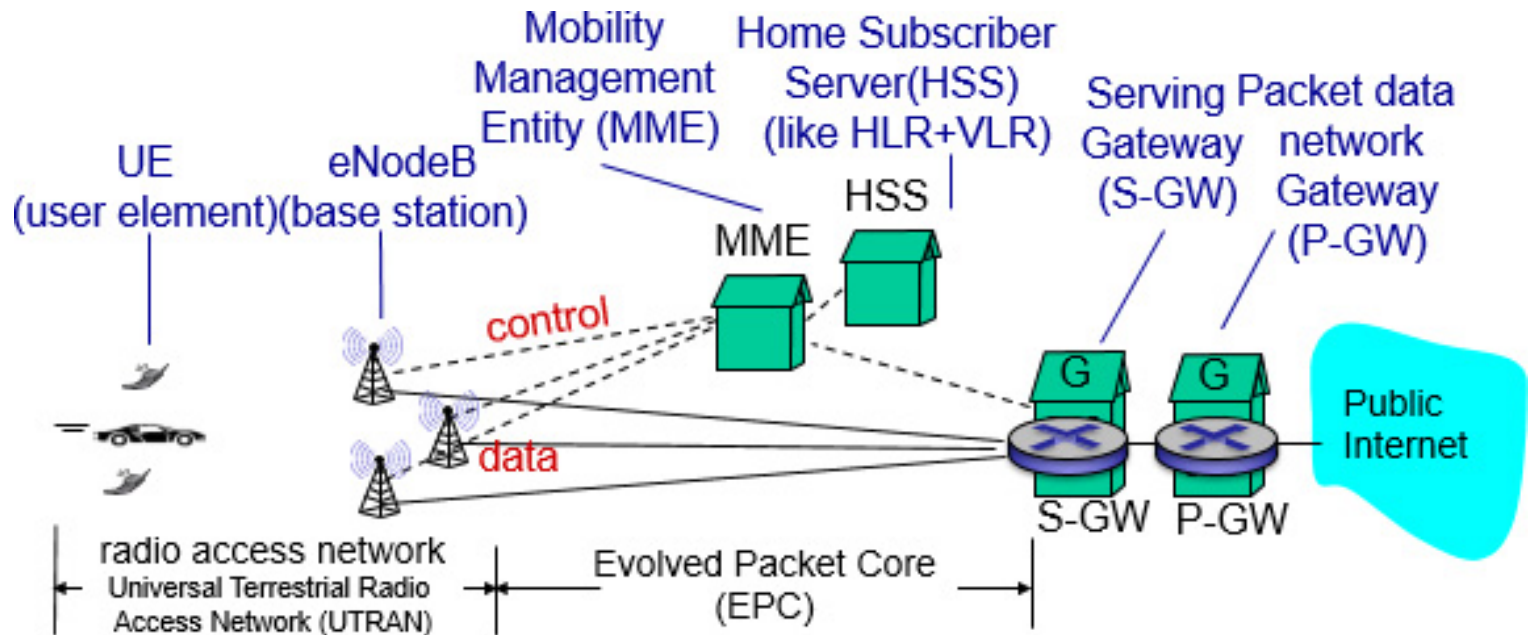 Mobility
Management
Entity (MME)
Home Subscriber
Server(HSS)
(like HLR+VLR)
Serving
Gateway
(S-GW)
Packet data
network
Gateway
(P-GW)
UE
(user element)
eNodeB
(base station)
HSS
MME
control
data
G
G
Public
Internet
S-GW
P-GW
radio access network
Universal Terrestrial Radio
Access Network (UTRAN)
Evolved Packet Core
(EPC)